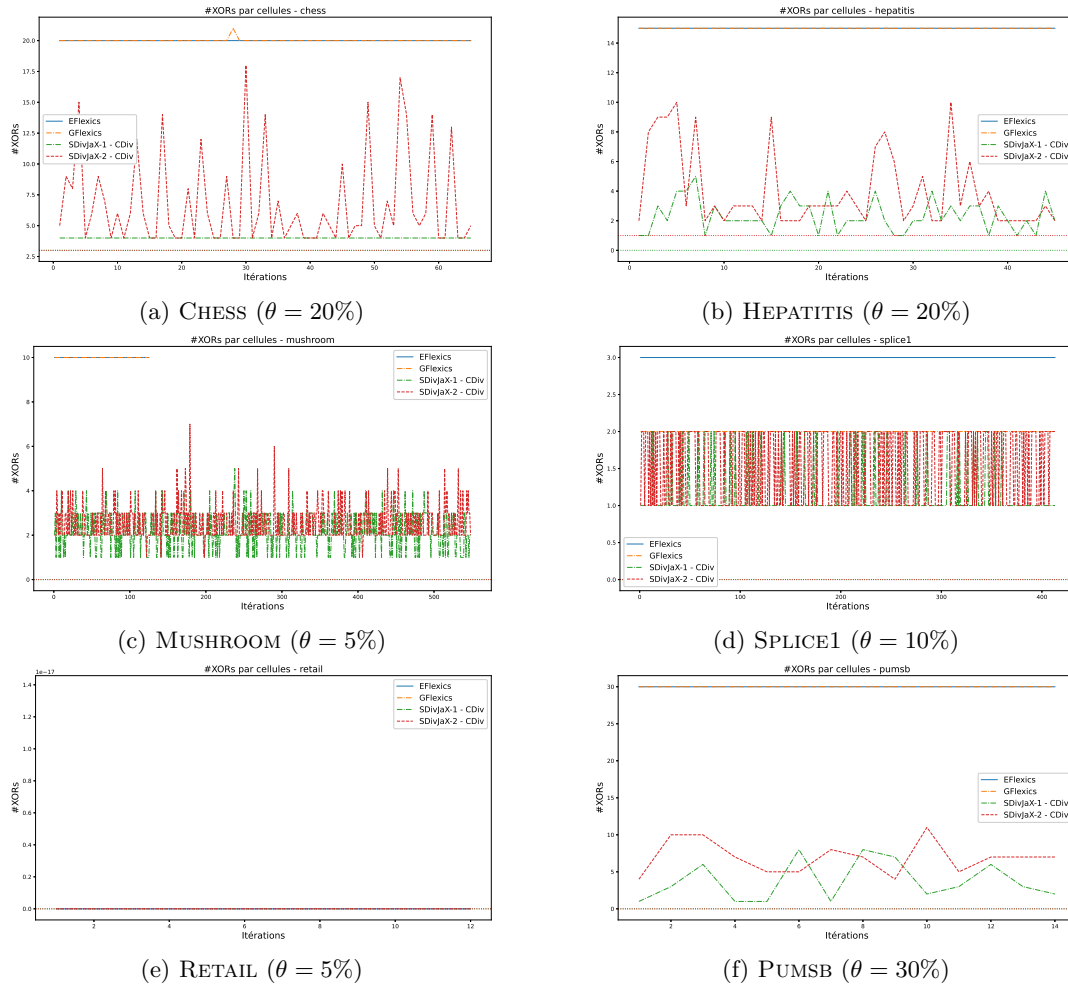 #XORs par cellules - chess
20.0
17.5
15.0
12.5
10.0
7.5
5.0
2.5
#XORs
EFlexics
GFlexics
SDivJaX-1 - CDiv
SDivJaX-2 - CDiv
0 10 20 30 40 50 60
Itérations
(a) CHESS (θ = 20%)
#XORs par cellules - hepatitis
14
12
10
8
6
4
2
0
#XORs
EFlexics
GFlexics
SDivJaX-1 - CDiv
SDivJaX-2 - CDiv
0 10 20 30 40
Itérations
(b) HEPATITIS (θ = 20%)
#XORs par cellules - mushroom
10
8
6
4
2
0
#XORs
EFlexics
GFlexics
SDivJaX-1 - CDiv
SDivJaX-2 - CDiv
0 100 200 300 400 500
Itérations
(c) MUSHROOM (θ = 5%)
#XORs par cellules - splice1
3.0
2.5
2.0
1.5
1.0
0.5
0.0
#XORs
EFlexics
GFlexics
SDivJaX-1 - CDiv
SDivJaX-2 - CDiv
0 100 200 300 400
Itérations
(d) SPLICE1 (θ = 10%)
#XORs par cellules - retail
1e−17
1.4
1.2
1.0
0.8
0.6
0.4
0.2
0.0
#XORs
EFlexics
GFlexics
SDivJaX-1 - CDiv
SDivJaX-2 - CDiv
2 4 6 8 10 12
Itérations
(e) RETAIL (θ = 5%)
#XORs par cellules - pumsb
30
25
20
15
10
5
0
#XORs
EFlexics
GFlexics
SDivJaX-1 - CDiv
SDivJaX-2 - CDiv
2 4 6 8 10 12 14
Itérations
(f) PUMSB (θ = 30%)